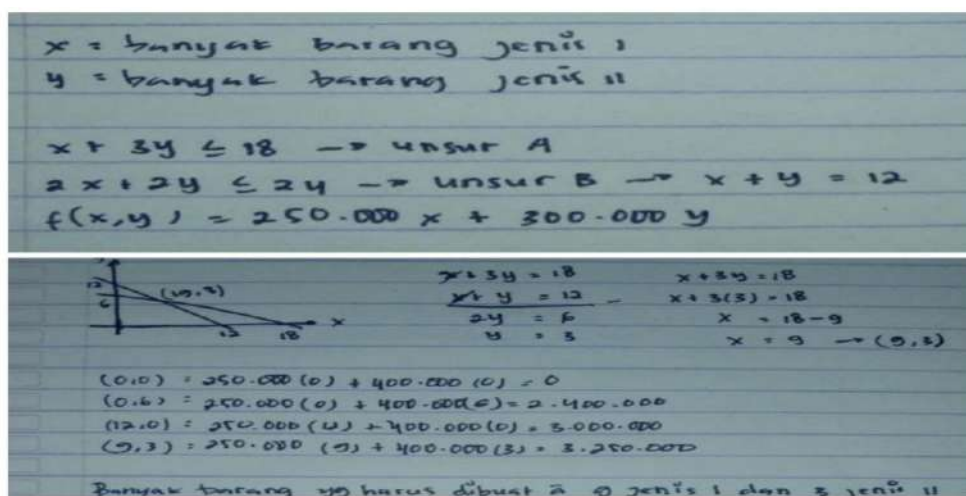 x = banyak barang jenis I
y = banyak barang jenis II
x + 3y ≤ 18 → unsur A
2x + 2y ≤ 24 → unsur B → x + y = 12
f(x,y) = 250.000 x + 300.000 y
12
6
(9,3)
12
18
x
x + 3y = 18
x + y = 12 -
2y = 6
y = 3
x + 3y = 18
x + 3(3) = 18
x = 18 - 9
x = 9 → (9,3)
(0,0) = 250.000 (0) + 400.000 (0) = 0
(0,6) = 250.000 (0) + 400.000(6) = 2.400.000
(12,0) = 250.000 (12) + 400.000(0) = 3.000.000
(9,3) = 250.000 (9) + 400.000(3) = 3.250.000
Banyak barang yg harus dibuat ā 9 jenis I dan 3 jenis II